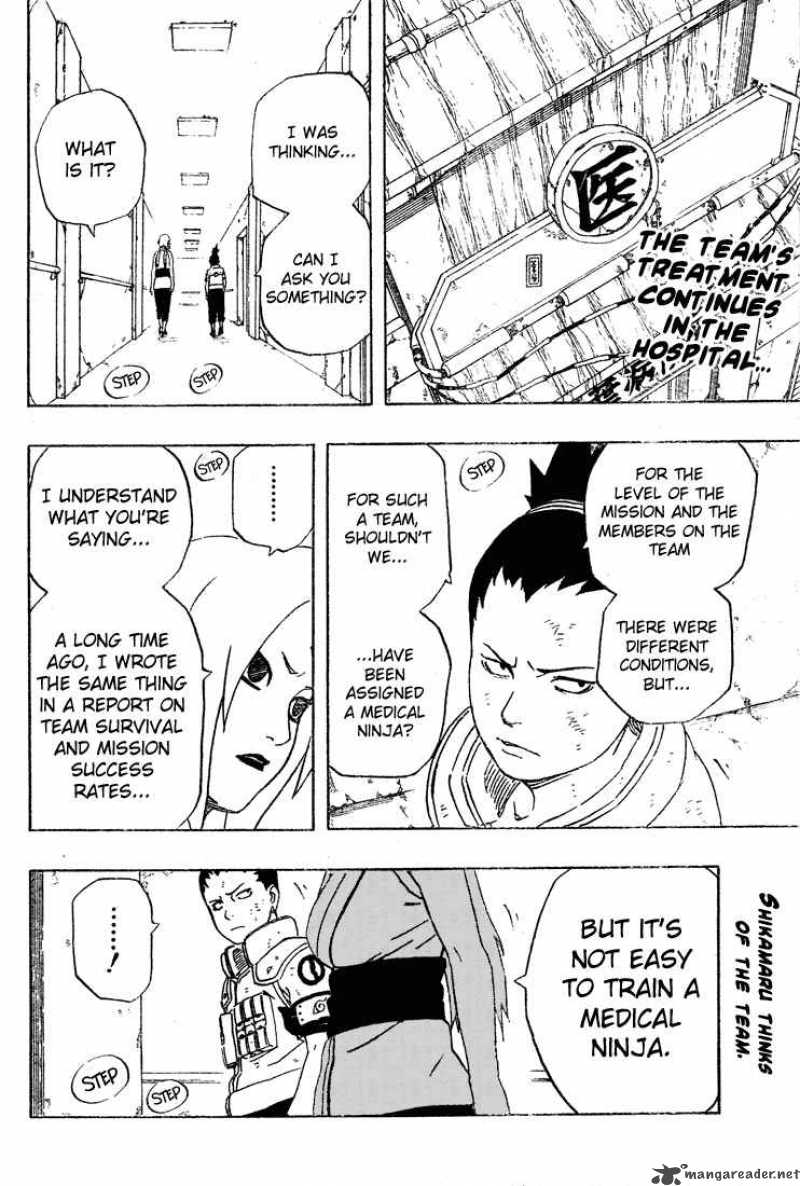 医
THE TEAM'S
TREATMENT
CONTINUES
IN THE
HOSPITAL...
I WAS
THINKING...
CAN I
ASK YOU
SOMETHING?
WHAT
IS IT?
STEP
STEP
FOR THE
LEVEL OF THE
MISSION AND THE
MEMBERS ON THE
TEAM
THERE WERE
DIFFERENT
CONDITIONS,
BUT...
STEP
FOR SUCH
A TEAM,
SHOULDN'T
WE...
...HAVE
BEEN
ASSIGNED
A MEDICAL
NINJA?
STEP
........
I UNDERSTAND
WHAT YOU'RE
SAYING...
A LONG TIME
AGO, I WROTE
THE SAME THING
IN A REPORT ON
TEAM SURVIVAL
AND MISSION
SUCCESS
RATES...
SHIKAMARU THINKS
OF THE TEAM.
BUT IT'S
NOT EASY
TO TRAIN A
MEDICAL
NINJA.
......!
STEP
STEP
mangareader.net